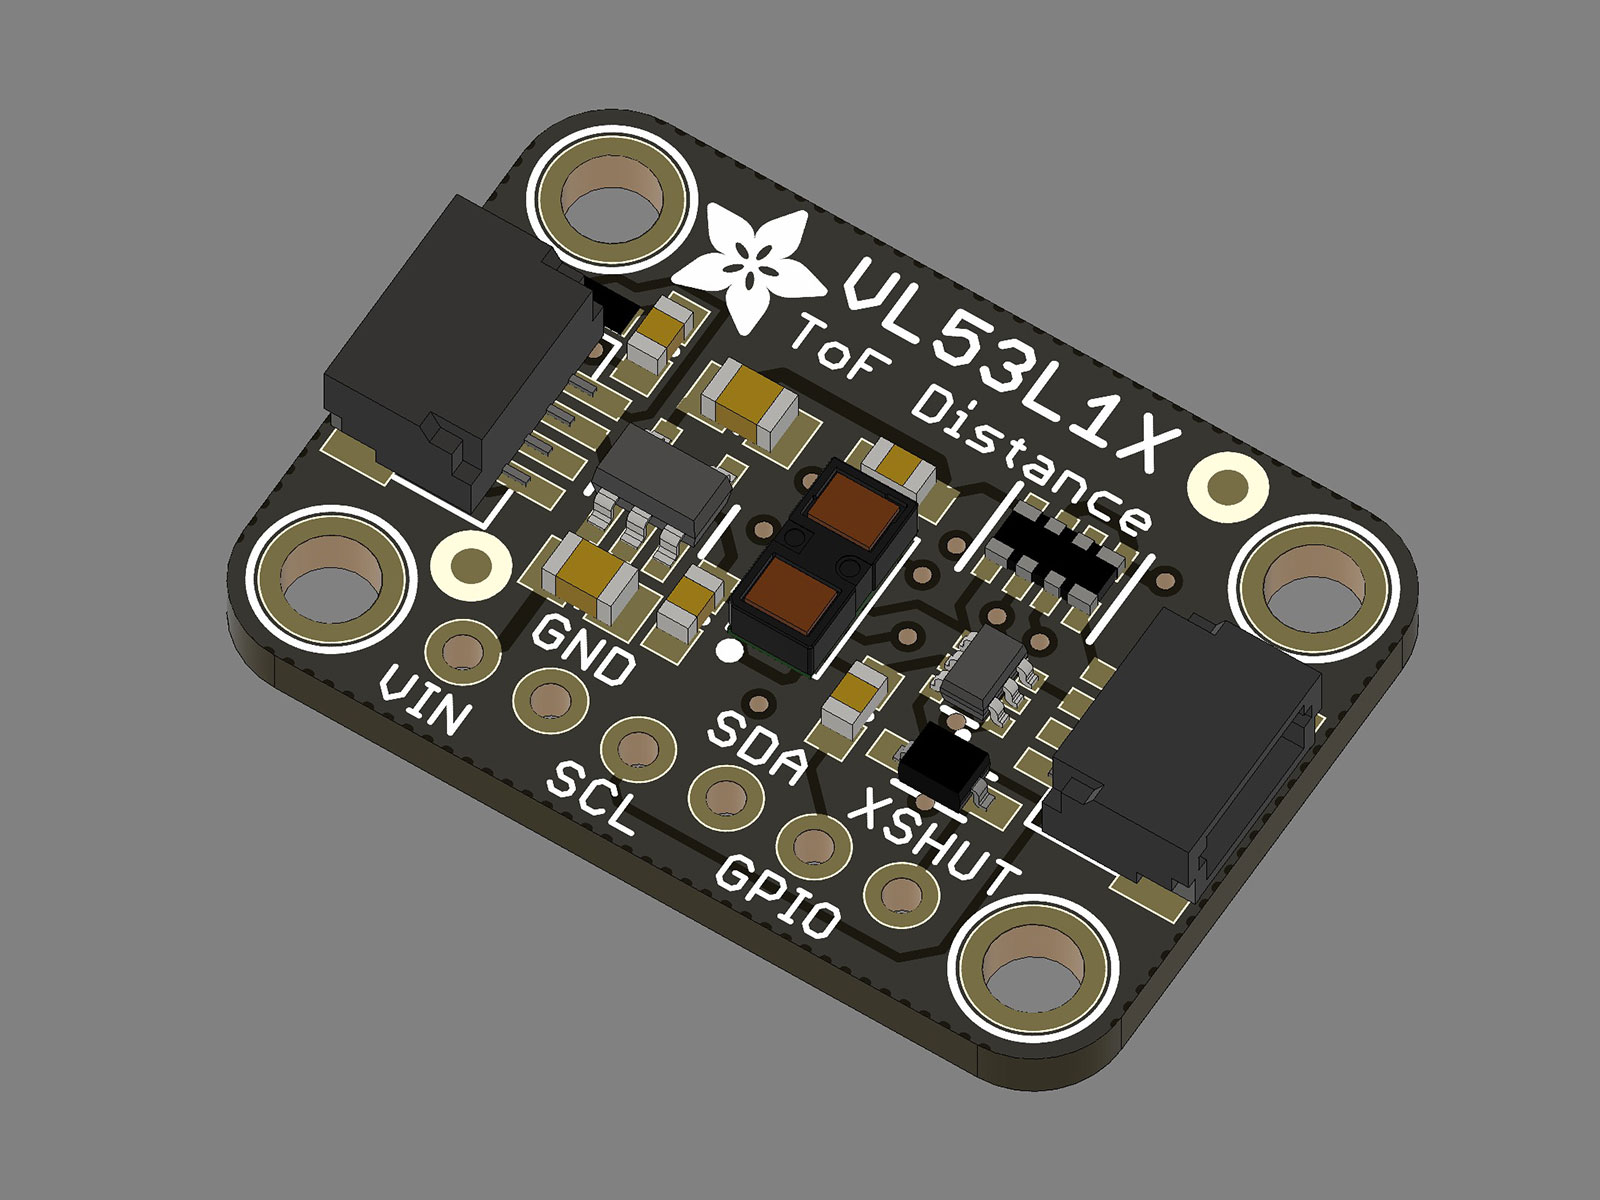 VL53L1X
ToF Distance
GND
VIN
SDA
SCL
XSHUT
GPIO